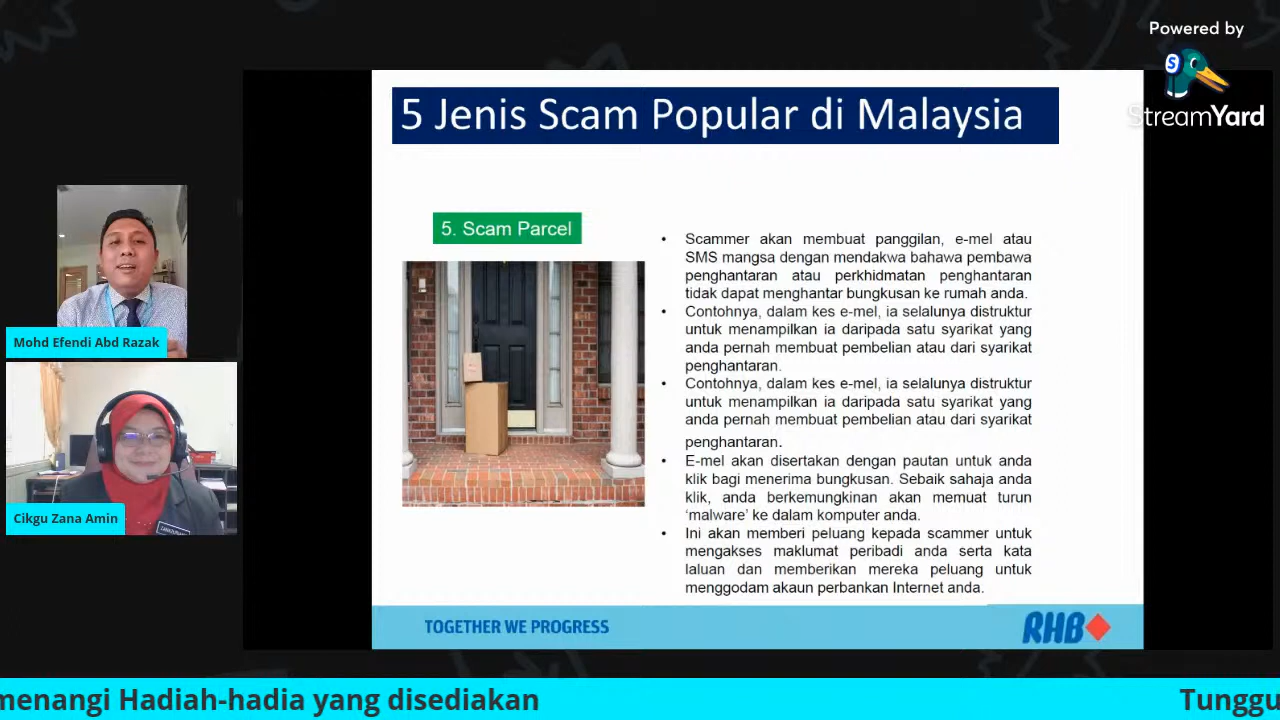 Powered by
StreamYard
5 Jenis Scam Popular di Malaysia
5. Scam Parcel
• Scammer akan membuat panggilan, e-mel atau
SMS mangsa dengan mendakwa bahawa pembawa
penghantaran atau perkhidmatan penghantaran
tidak dapat menghantar bungkusan ke rumah anda.
• Contohnya, dalam kes e-mel, ia selalunya distruktur
untuk menampilkan ia daripada satu syarikat yang
anda pernah membuat pembelian atau dari syarikat
penghantaran.
• Contohnya, dalam kes e-mel, ia selalunya distruktur
untuk menampilkan ia daripada satu syarikat yang
anda pernah membuat pembelian atau dari syarikat
penghantaran.
• E-mel akan disertakan dengan pautan untuk anda
klik bagi menerima bungkusan. Sebaik sahaja anda
klik, anda berkemungkinan akan memuat turun
‘malware’ ke dalam komputer anda.
• Ini akan memberi peluang kepada scammer untuk
mengakses maklumat peribadi anda serta kata
laluan dan memberikan mereka peluang untuk
menggodam akaun perbankan Internet anda.
Mohd Efendi Abd Razak
Cikgu Zana Amin
TOGETHER WE PROGRESS
RHB
menangi Hadiah-hadia yang disediakan
Tunggu